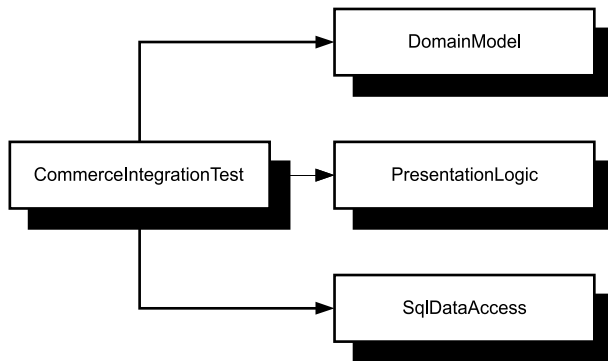 DomainModel
CommerceIntegrationTest
PresentationLogic
SqlDataAccess